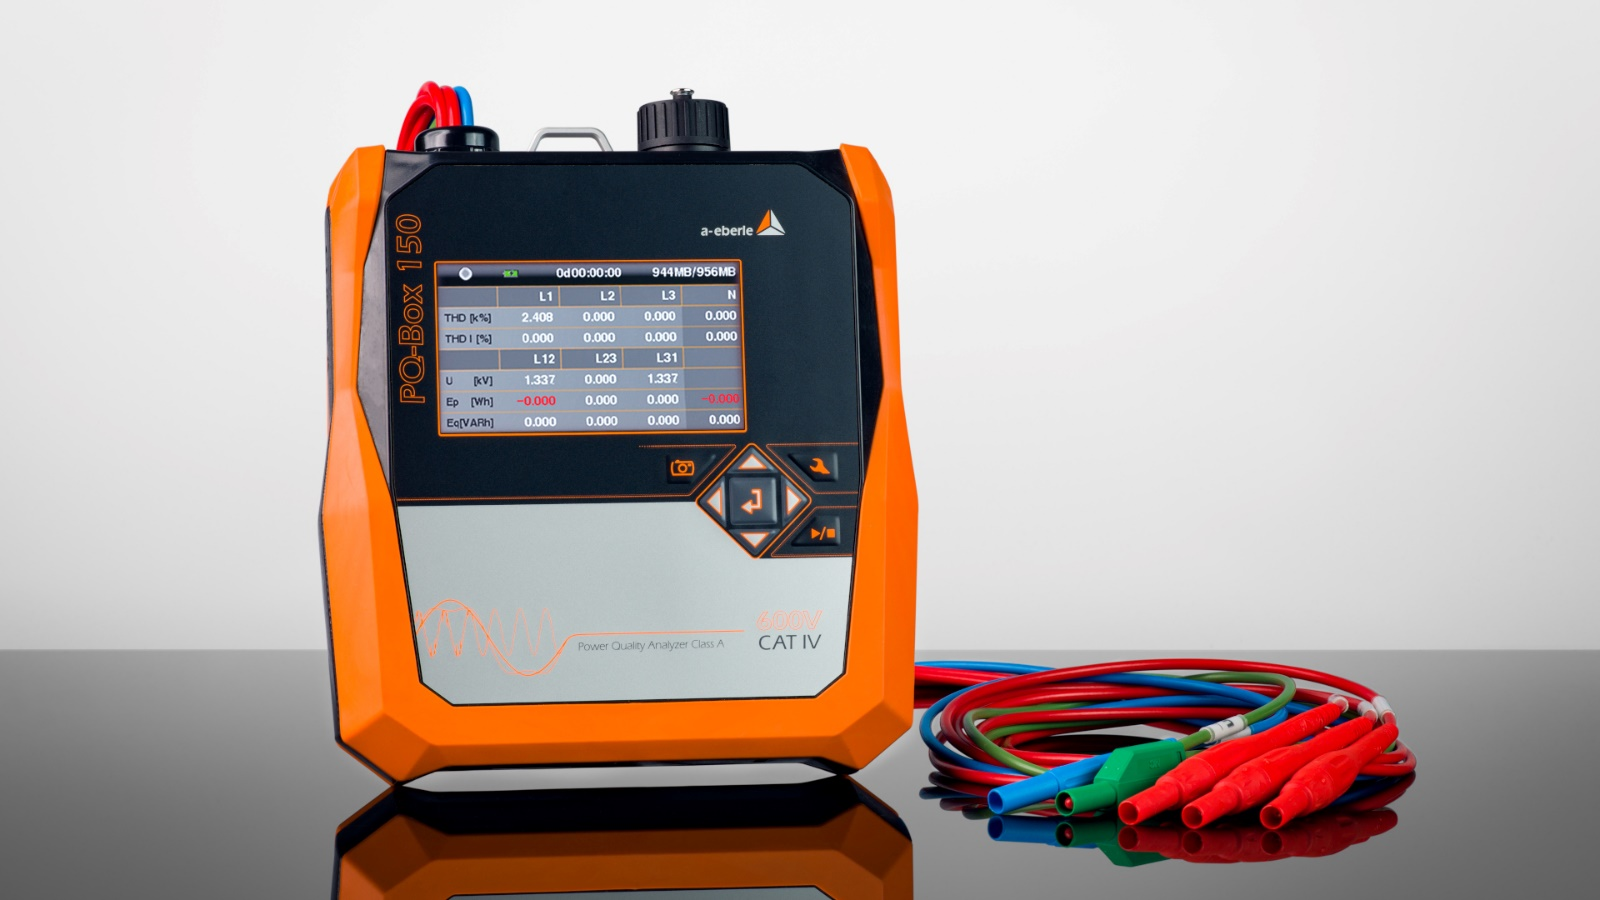 a-eberle
PQ-Box 150
0d00:00:00 944MB/956MB
L1 L2 L3 N
THD [k%] 2.408 0.000 0.000 0.000
THD I [%] 0.000 0.000 0.000 0.000
L12 L23 L31
U [kV] 1.337 0.000 1.337
Ep [Wh] -0.000 0.000 0.000 -0.000
Eq[VARh] 0.000 0.000 0.000 0.000
600V
Power Quality Analyzer Class A CAT IV